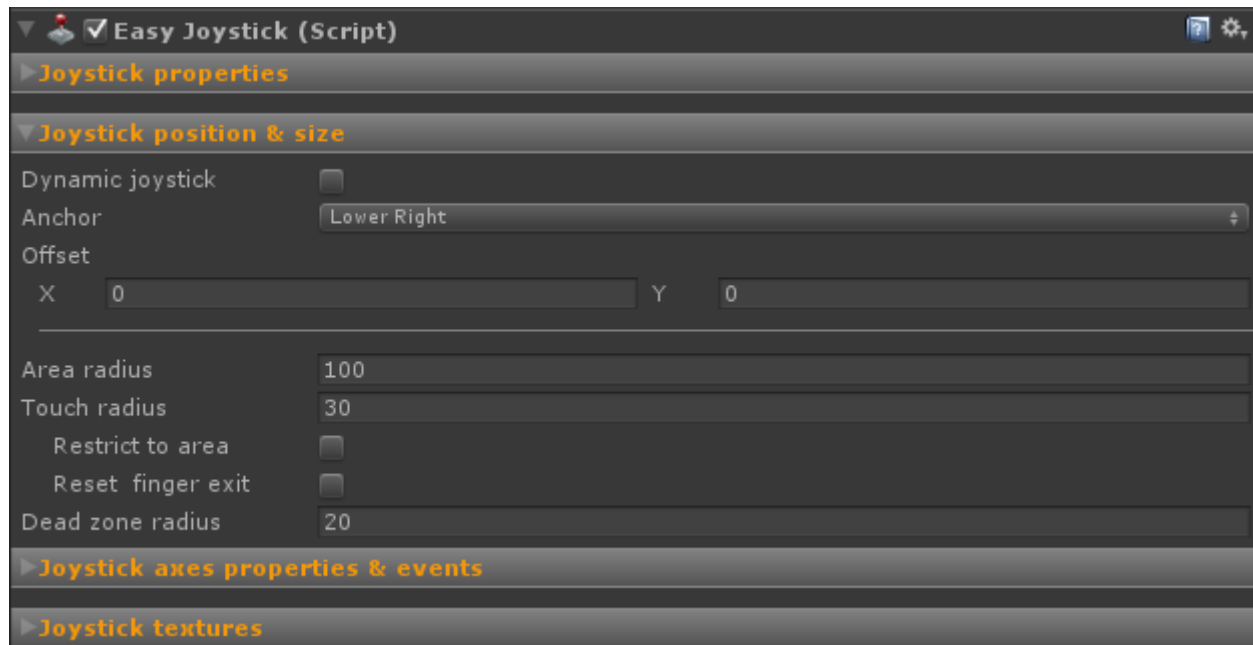 Easy Joystick (Script)
Joystick properties
Joystick position & size
Dynamic joystick
Anchor Lower Right
Offset
X 0 Y 0
Area radius 100
Touch radius 30
Restrict to area
Reset finger exit
Dead zone radius 20
Joystick axes properties & events
Joystick textures